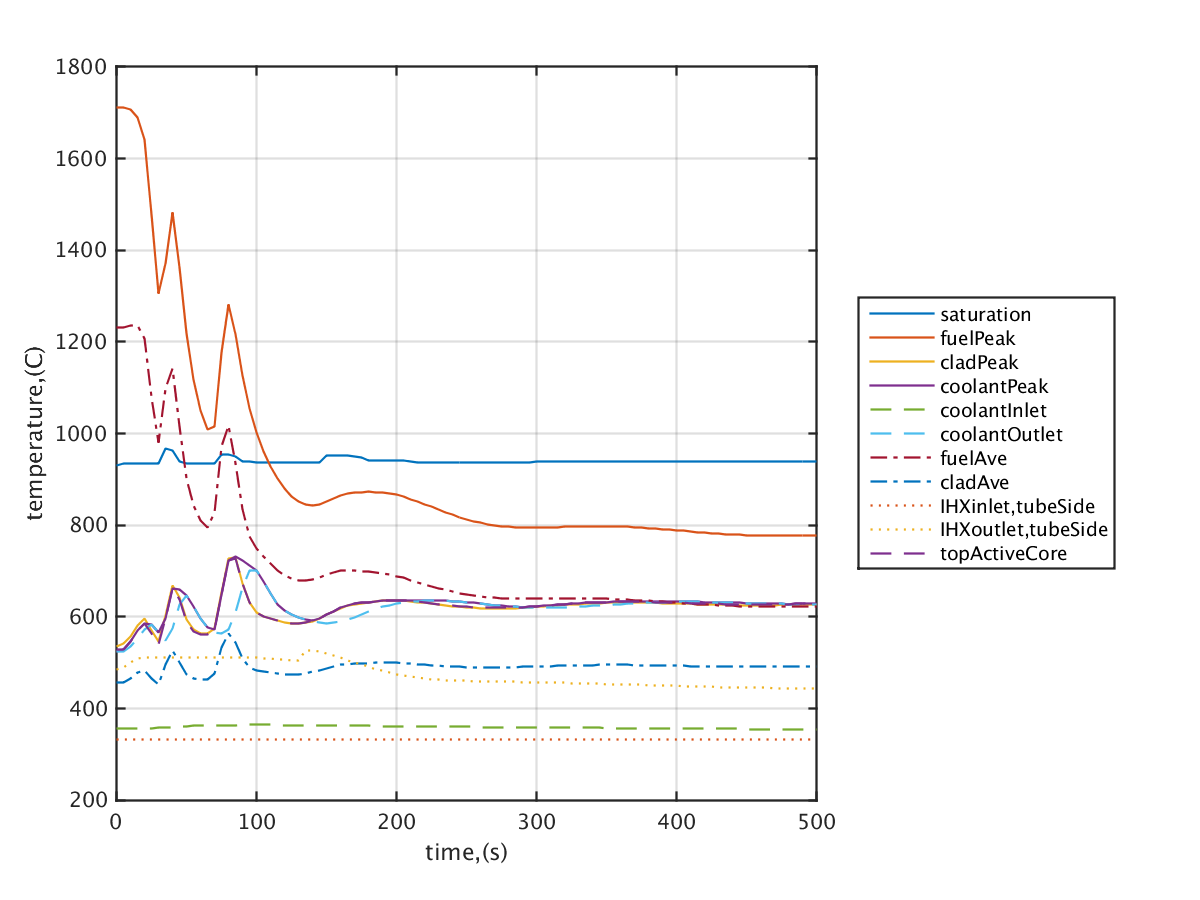 1800
1600
1400
1200
1000
800
600
400
200
temperature,(C)
0 100 200 300 400 500
time,(s)
saturation
fuelPeak
cladPeak
coolantPeak
coolantInlet
coolantOutlet
fuelAve
cladAve
IHXinlet,tubeSide
IHXoutlet,tubeSide
topActiveCore